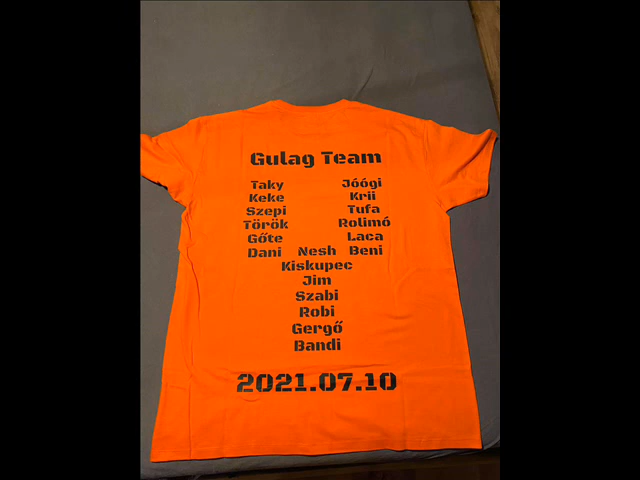 Gulag Team
Taky Jóógi
Keke Krii
Szepi Tufa
Török Rolimó
Gőte Laca
Dani Nesh Beni
Kiskupec
Jim
Szabi
Robi
Gergő
Bandi
2021.07.10